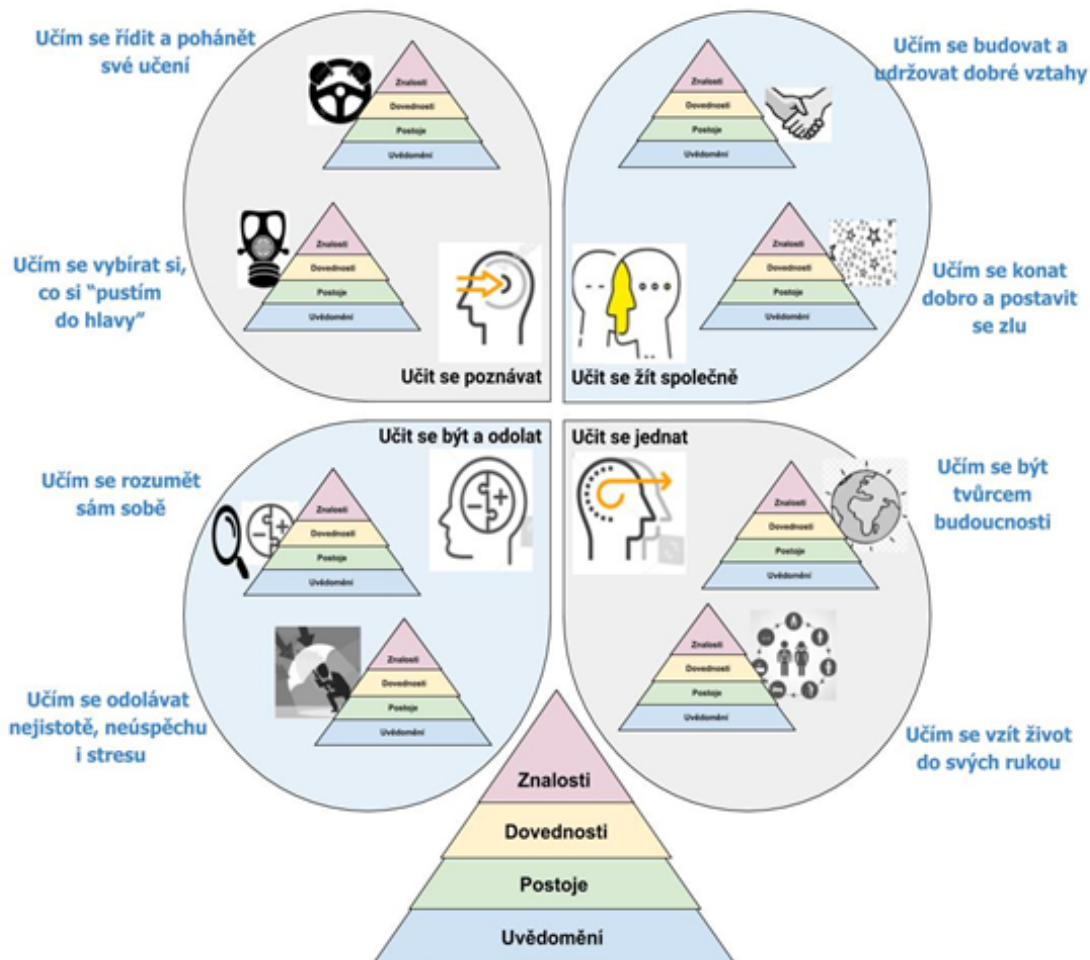 Učím se řídit a pohánět
své učení
Znalosti
Dovednosti
Postoje
Uvědomění
Učím se vybírat si,
co si “pustím
do hlavy”
Znalosti
Dovednosti
Postoje
Uvědomění
Učit se poznávat
Učím se budovat a
udržovat dobré vztahy
Znalosti
Dovednosti
Postoje
Uvědomění
Učím se konat
dobro a postavit
se zlu
Znalosti
Dovednosti
Postoje
Uvědomění
Učit se žít společně
Učit se být a odolat
Učím se rozumět
sám sobě
Znalosti
Dovednosti
Postoje
Uvědomění
Učím se odolávat
nejistotě, neúspěchu
i stresu
Znalosti
Dovednosti
Postoje
Uvědomění
Učit se jednat
Učím se být
tvůrcem
budoucnosti
Znalosti
Dovednosti
Postoje
Uvědomění
Učím se vzít život
do svých rukou
Znalosti
Dovednosti
Postoje
Uvědomění
Znalosti
Dovednosti
Postoje
Uvědomění